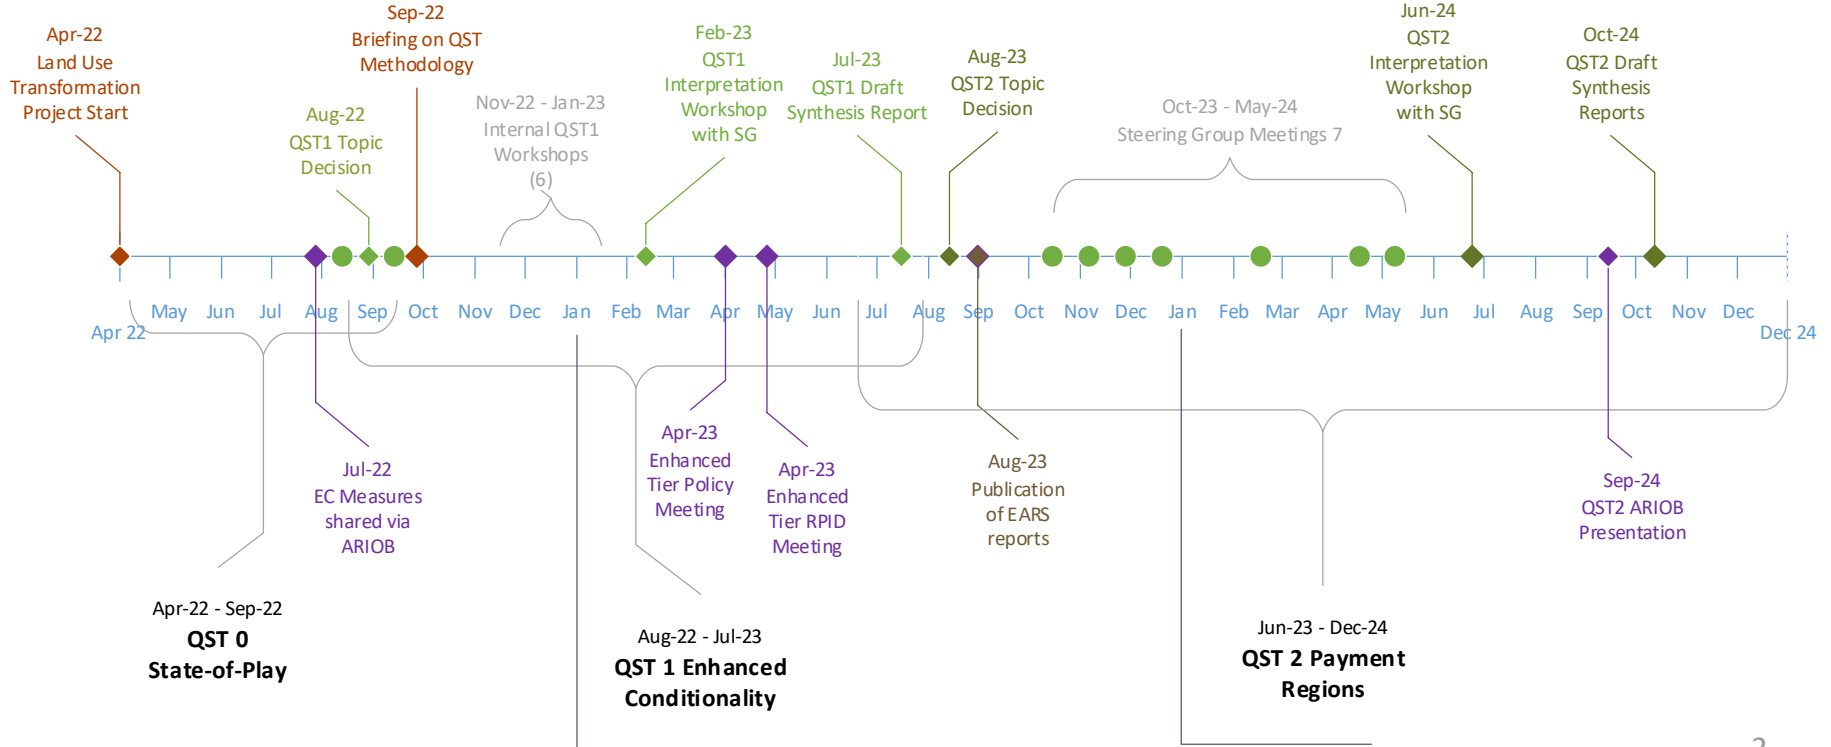 Apr-22
Land Use
Transformation
Project Start
Aug-22
QST1 Topic
Decision
Sep-22
Briefing on QST
Methodology
Nov-22 - Jan-23
Internal QST1
Workshops
(6)
Feb-23
QST1
Interpretation
Workshop
with SG
Jul-23
QST1 Draft
Synthesis Report
Aug-23
QST2 Topic
Decision
Oct-23 - May-24
Steering Group Meetings 7
Jun-24
QST2
Interpretation
Workshop
with SG
Oct-24
QST2 Draft
Synthesis
Reports
Apr 22 May Jun Jul Aug Sep Oct Nov Dec Jan Feb Mar Apr May Jun Jul Aug Sep Oct Nov Dec Jan Feb Mar Apr May Jun Jul Aug Sep Oct Nov Dec Dec 24
Jul-22
EC Measures
shared via
ARIOB
Apr-23
Enhanced
Tier Policy
Meeting
Apr-23
Enhanced
Tier RPID
Meeting
Aug-23
Publication
of EARS
reports
Sep-24
QST2 ARIOB
Presentation
Apr-22 - Sep-22
QST 0
State-of-Play
Aug-22 - Jul-23
QST 1 Enhanced
Conditionality
Jun-23 - Dec-24
QST 2 Payment
Regions